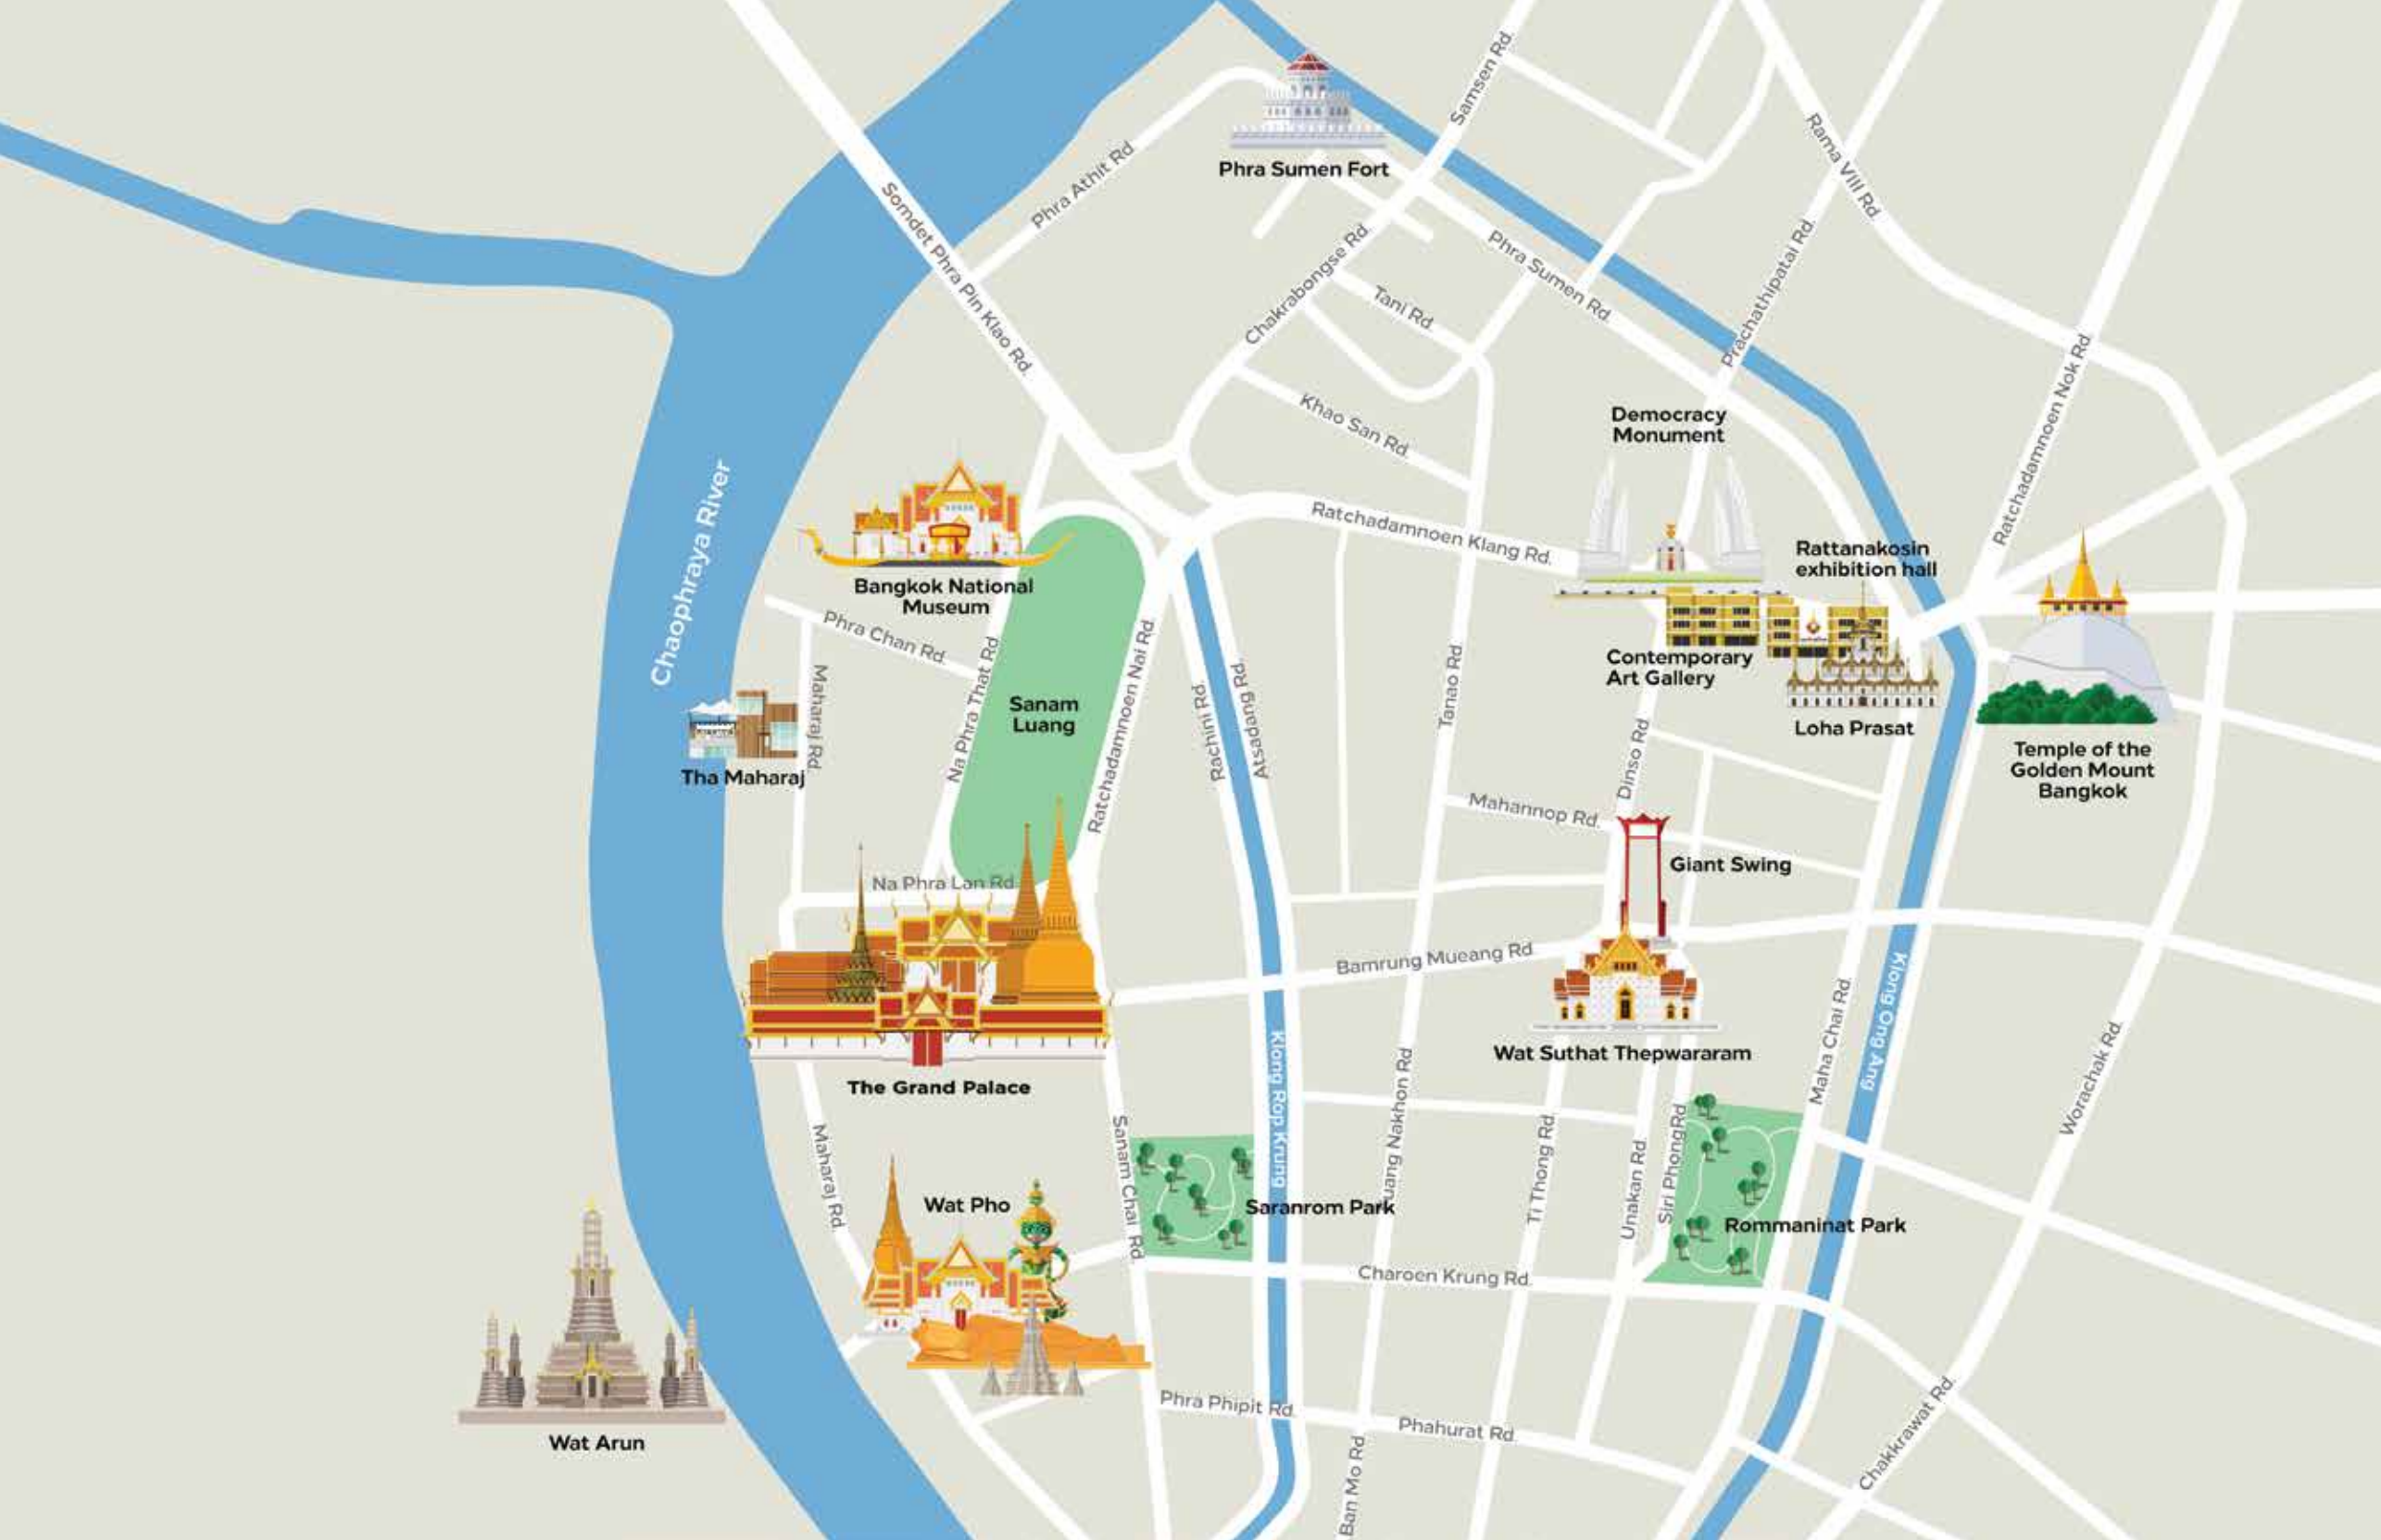 Samsen Rd.
Phra Sumen Fort
Phra Athit Rd
Rama VIII Rd
Somdet Phra Pin Klao Rd.
Chakrabongse Rd.
Phra Sumen Rd.
Prachathipatai Rd.
Tani Rd.
Ratchadamnoen Nok Rd.
Khao San Rd.
Democracy
Monument
Chaophraya River
Ratchadamnoen Klang Rd.
Rattanakosin
exhibition hall
Bangkok National
Museum
Phra Chan Rd.
Na Phra That Rd
Ratchadamnoen Nai Rd.
Maharaj Rd.
Sanam
Luang
Rachini Rd.
Atsadang Rd.
Tanao Rd
Contemporary
Art Gallery
Loha Prasat
Dinso Rd
Temple of the
Golden Mount
Bangkok
Tha Maharaj
Mahannop Rd.
Giant Swing
Na Phra Lan Rd.
Bamrung Mueang Rd
Klong Ong Ang
Maha Chai Rd.
Wat Suthat Thepwararam
The Grand Palace
Klong Rop Krung
Worachak Rd.
Maharaj Rd.
Sanam Chai Rd.
uang Nakhon Rd
Ti Thong Rd.
Unakan Rd.
Siri PhongRd
Wat Pho
Saranrom Park
Rommaninat Park
Charoen Krung Rd.
Phra Phipit Rd.
Phahurat Rd.
Wat Arun
Ban Mo Rd
Chakkrawat Rd.